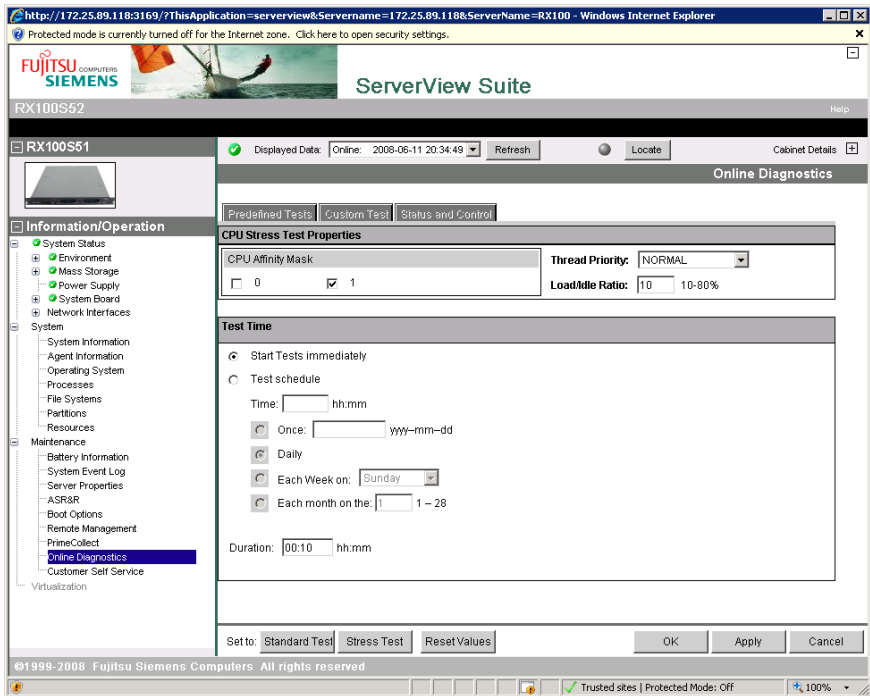 http://172.25.89.118:3169/?ThisApplication=serverview&Servername=172.25.89.118&ServerName=RX100 - Windows Internet Explorer
Protected mode is currently turned off for the Internet zone. Click here to open security settings.
FUJITSU COMPUTERS
SIEMENS
ServerView Suite
RX100S52 Help
RX100S51
Displayed Data: Online: 2008-06-11 20:34:49 Refresh Locate Cabinet Details
Online Diagnostics
Predefined Tests Custom Test Status and Control
Information/Operation
System Status
Environment
Mass Storage
Power Supply
System Board
Network Interfaces
System
System Information
Agent Information
Operating System
Processes
File Systems
Partitions
Resources
Maintenance
Battery Information
System Event Log
Server Properties
ASR&R
Boot Options
Remote Management
PrimeCollect
Online Diagnostics
Customer Self Service
Virtualization
CPU Stress Test Properties
CPU Affinity Mask
0 1
Thread Priority: NORMAL
Load/Idle Ratio: 10 10-80%
Test Time
Start Tests immediately
Test schedule
Time: hh:mm
Once: yyyy-mm-dd
Daily
Each Week on: Sunday
Each month on the: 1 1 – 28
Duration: 00:10 hh:mm
Set to: Standard Test Stress Test Reset Values OK Apply Cancel
©1999-2008 Fujitsu Siemens Computers All rights reserved
Trusted sites | Protected Mode: Off 100%